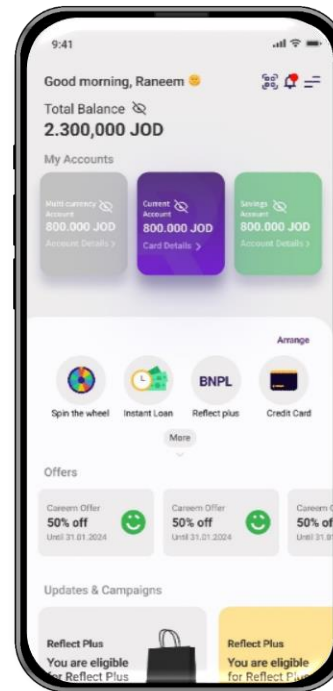 9:41
Good morning, Raneem
Total Balance
2.300,000 JOD
My Accounts
Multi currency
Account
800.000 JOD
Account Details >
Current
Account
800.000 JOD
Card Details >
Savings
Account
800.000 JOD
Account Details >
Arrange
Spin the wheel
Instant Loan
BNPL
Reflect plus
Credit Card
More
Offers
Careem Offer
50% off
Until 31.01.2024
Careem Offer
50% off
Until 31.01.2024
Careem O
50% of
Until 31.0
Updates & Campaigns
Reflect Plus
You are eligible
for Reflect Plus
Reflect Plus
You are eligible
for Reflect Plus